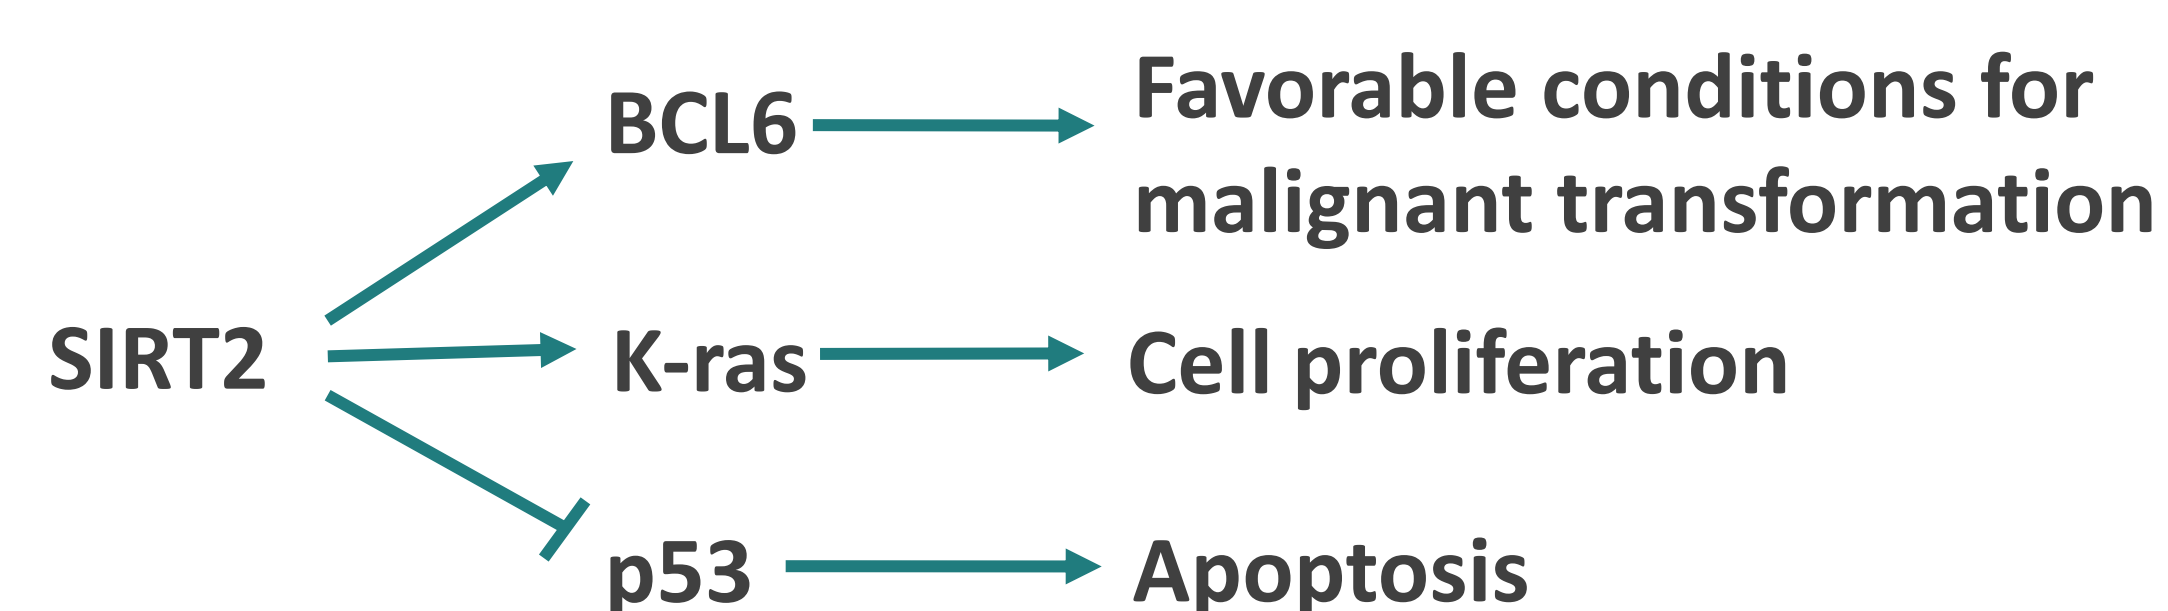 BCL6
Favorable conditions for
malignant transformation
SIRT2
K-ras
Cell proliferation
p53
Apoptosis